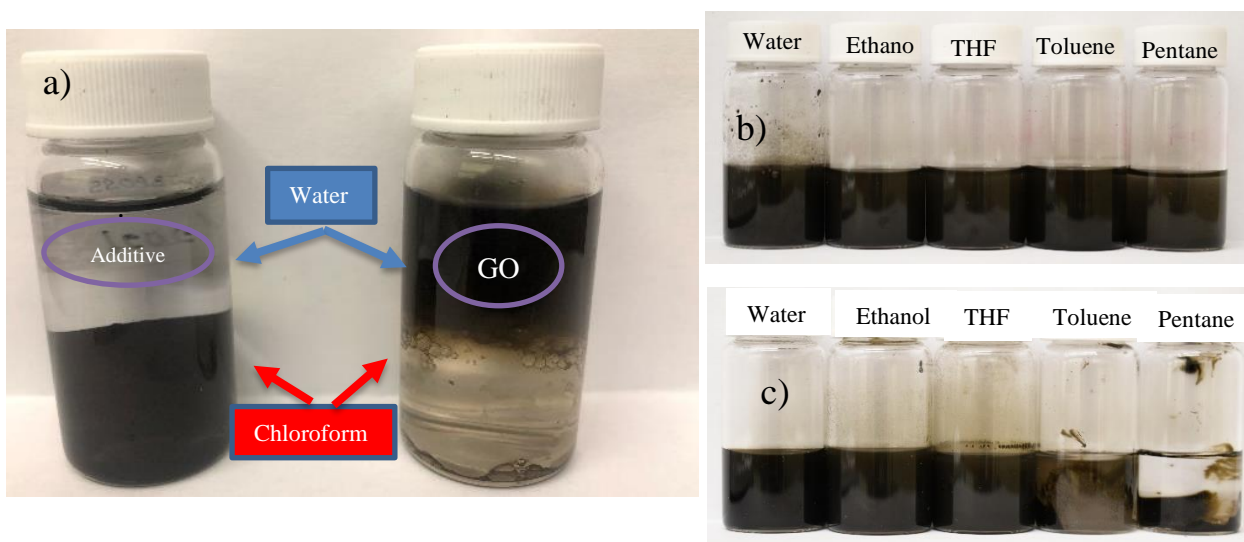 a)
Water
Additive
GO
Chloroform
Water Ethano THF Toluene Pentane
b)
Water Ethanol THF Toluene Pentane
c)